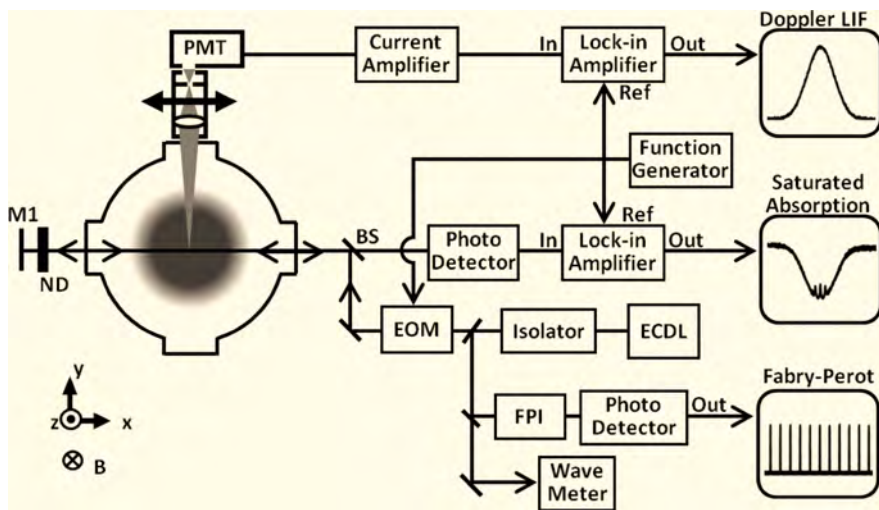 Doppler LIF
PMT
Current
Amplifier
In
Lock-in
Amplifier
Out
Ref
Function
Generator
Saturated
Absorption
M1
ND
BS
Photo
Detector
In
Ref
Lock-in
Amplifier
Out
EOM
Isolator
ECDL
Fabry-Perot
FPI
Photo
Detector
Out
Wave
Meter
y
z
x
B